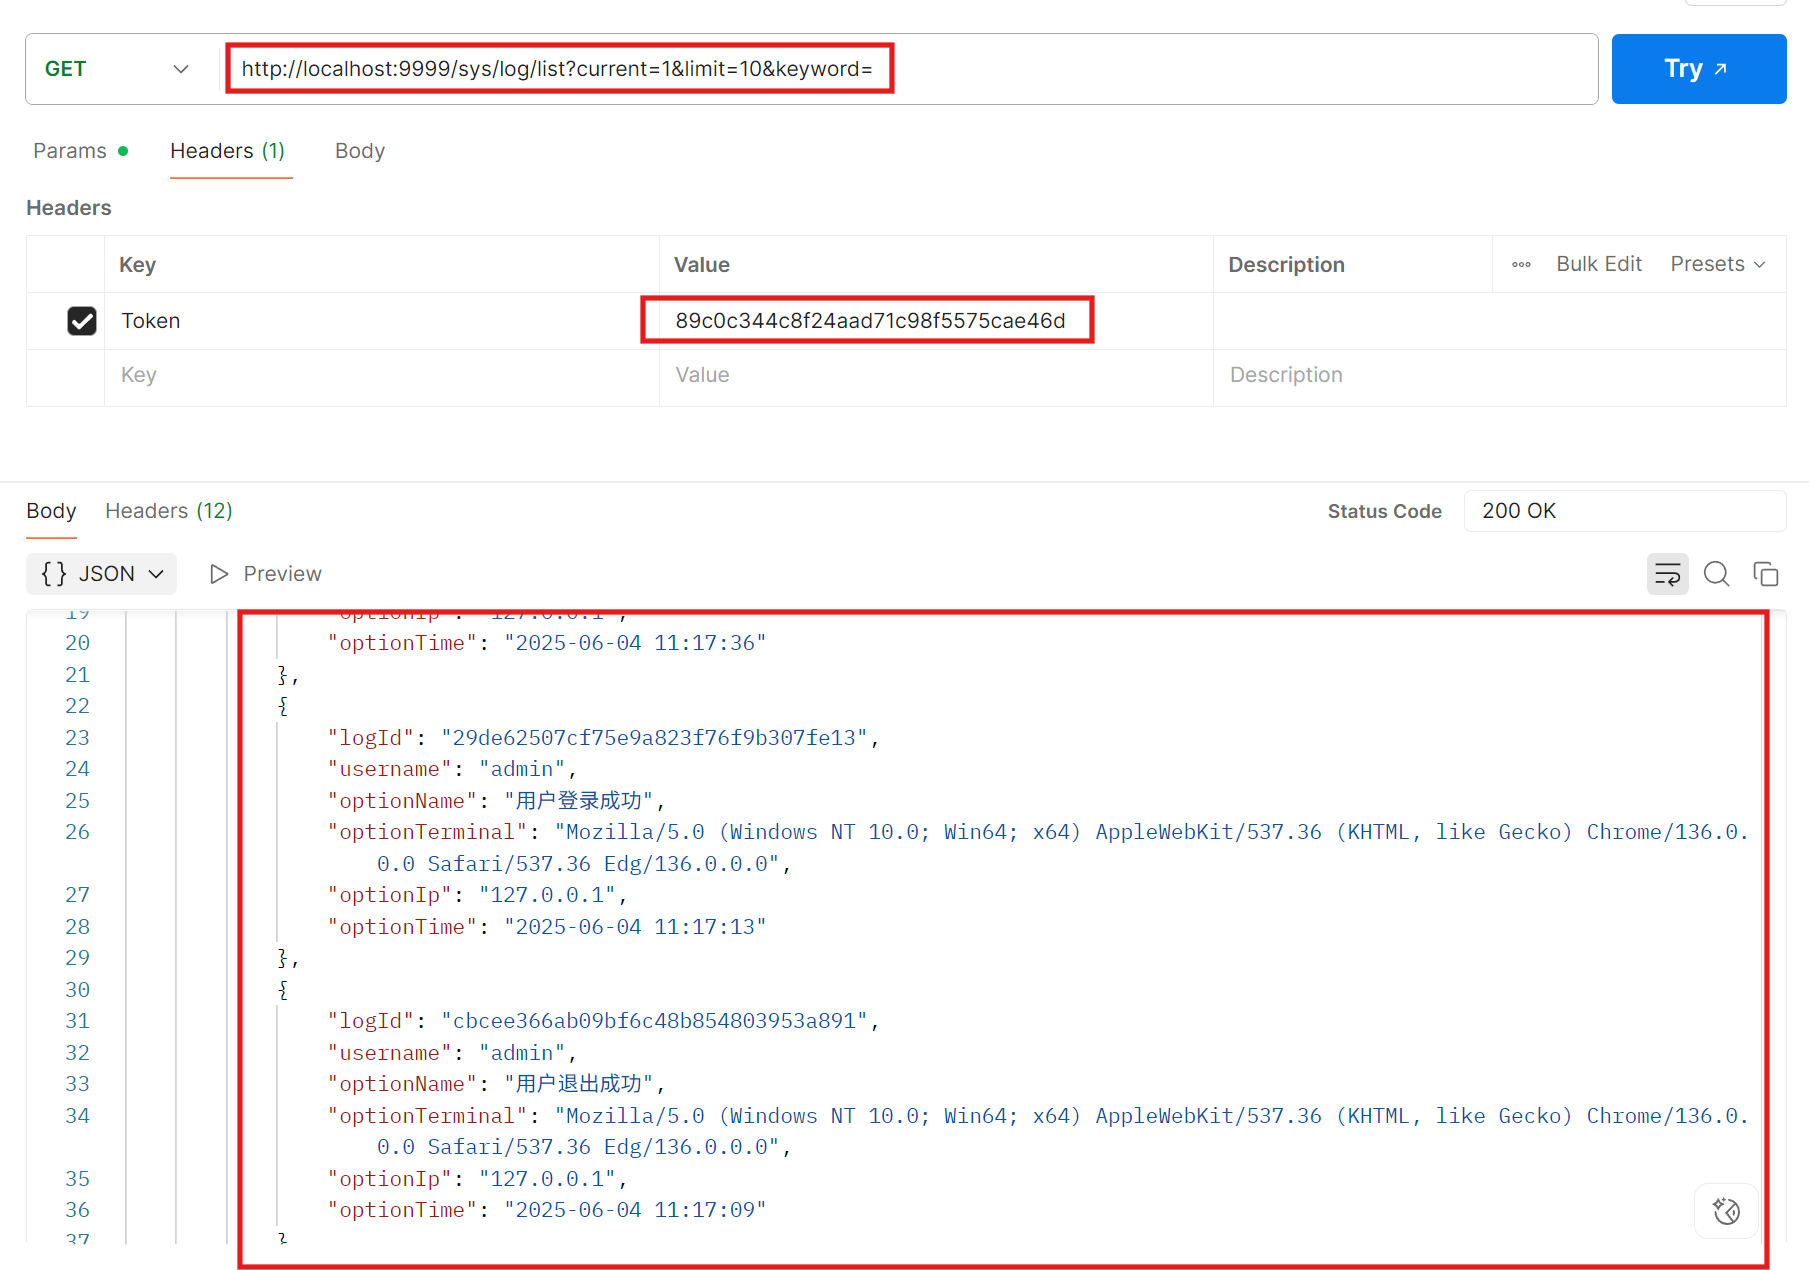 GET http://localhost:9999/sys/log/list?current=1&limit=10&keyword= Try
Params Headers (1) Body
Headers
Key Value Description Bulk Edit Presets
Token 89c0c344c8f24aad71c98f5575cae46d
Key Value Description
Body Headers (12) Status Code 200 OK
{} JSON Preview
19 "optionIp": "127.0.0.1",
20 "optionTime": "2025-06-04 11:17:36"
21 },
22 {
23 "logId": "29de62507cf75e9a823f76f9b307fe13",
24 "username": "admin",
25 "optionName": "用户登录成功",
26 "optionTerminal": "Mozilla/5.0 (Windows NT 10.0; Win64; x64) AppleWebKit/537.36 (KHTML, like Gecko) Chrome/136.0.
0.0 Safari/537.36 Edg/136.0.0.0",
27 "optionIp": "127.0.0.1",
28 "optionTime": "2025-06-04 11:17:13"
29 },
30 {
31 "logId": "cbcee366ab09bf6c48b854803953a891",
32 "username": "admin",
33 "optionName": "用户退出成功",
34 "optionTerminal": "Mozilla/5.0 (Windows NT 10.0; Win64; x64) AppleWebKit/537.36 (KHTML, like Gecko) Chrome/136.0.
0.0 Safari/537.36 Edg/136.0.0.0",
35 "optionIp": "127.0.0.1",
36 "optionTime": "2025-06-04 11:17:09"
37 }